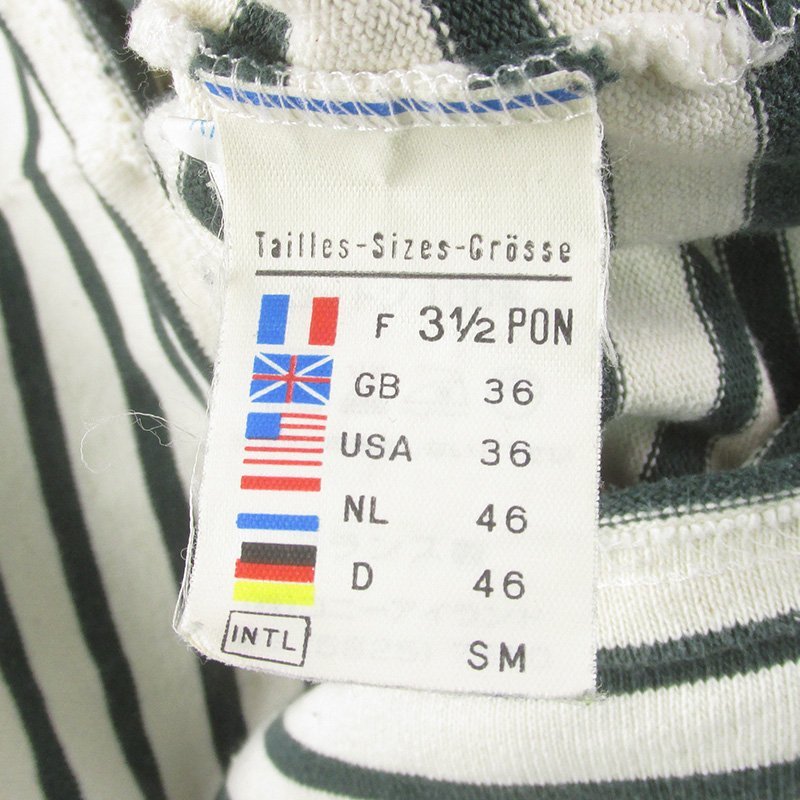 Tailles-Sizes-Grösse
F 3½ PON
GB 36
USA 36
NL 46
D 46
INTL SM